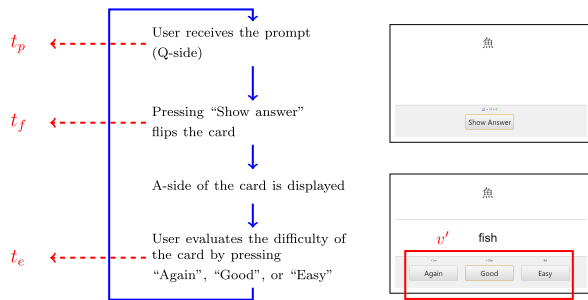 t_p
User receives the prompt
(Q-side)
t_f
Pressing “Show answer”
flips the card
A-side of the card is displayed
t_e
User evaluates the difficulty of
the card by pressing
“Again”, “Good”, or “Easy”
魚
Show Answer
魚
v′
fish
Again Good Easy